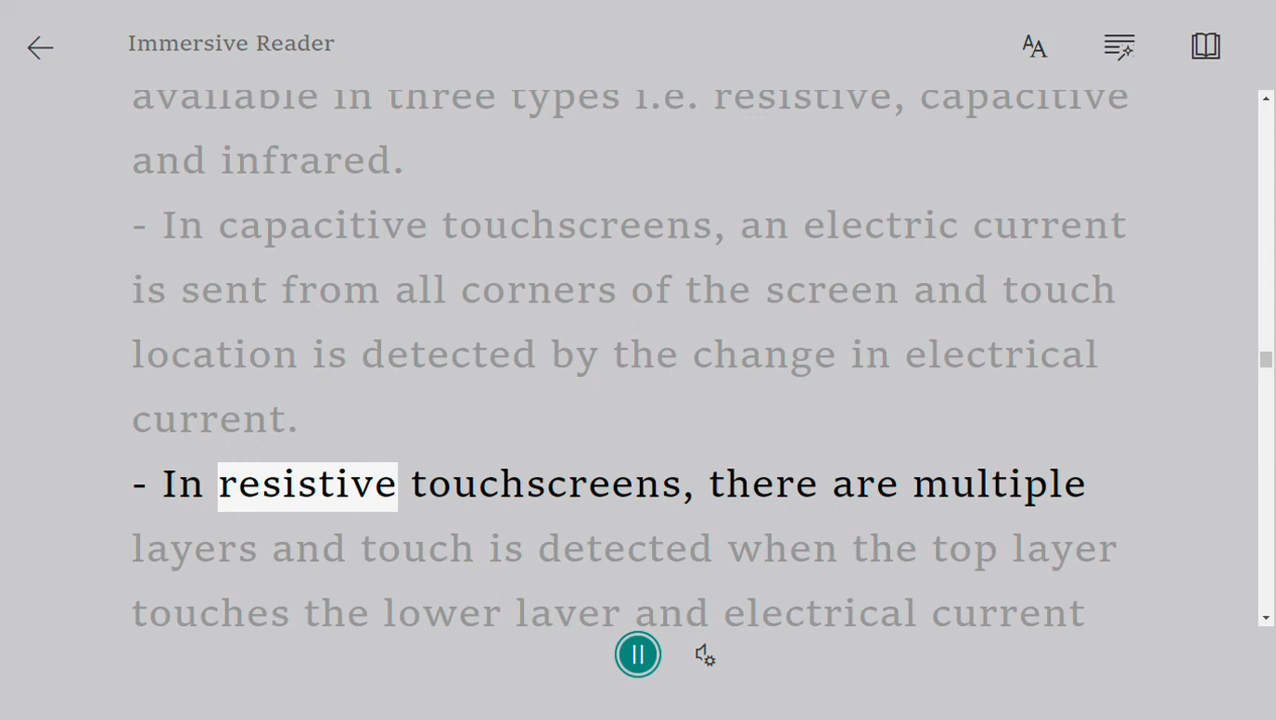 Immersive Reader
available in three types i.e. resistive, capacitive
and infrared.
- In capacitive touchscreens, an electric current
is sent from all corners of the screen and touch
location is detected by the change in electrical
current.
- In resistive touchscreens, there are multiple
layers and touch is detected when the top layer
touches the lower layer and electrical current